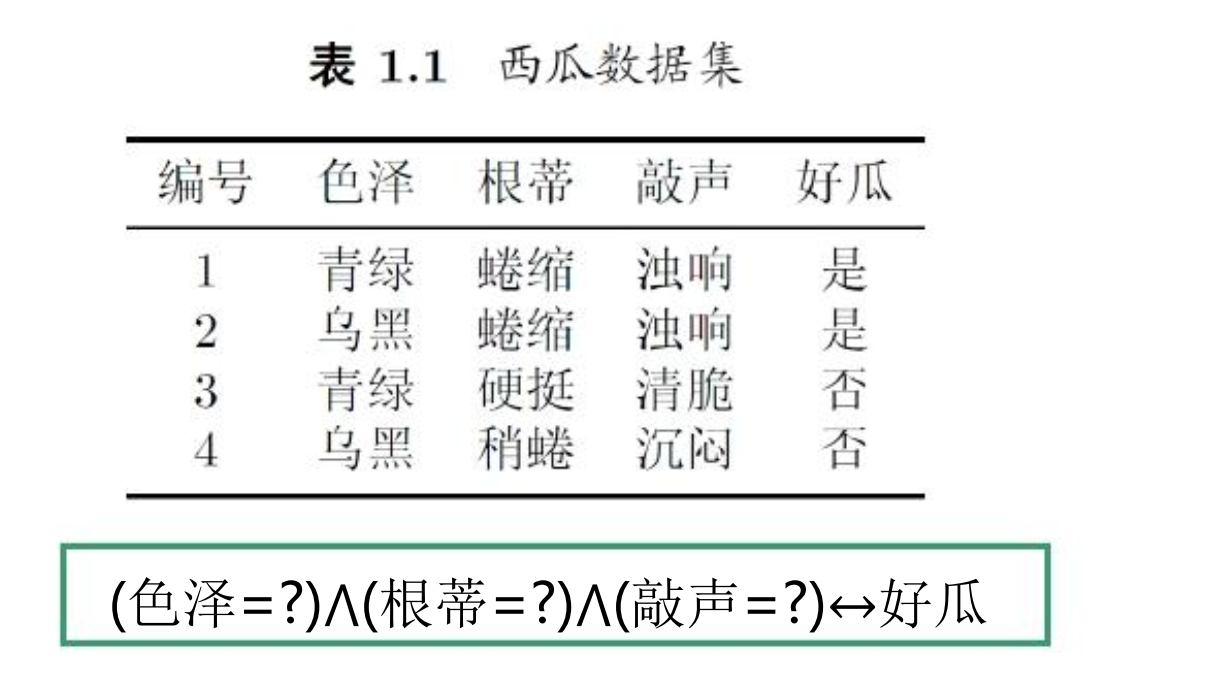 表 1.1 西瓜数据集
编号 色泽 根蒂 敲声 好瓜
1 青绿 蜷缩 浊响 是
2 乌黑 蜷缩 浊响 是
3 青绿 硬挺 清脆 否
4 乌黑 稍蜷 沉闷 否
(色泽=?)∧(根蒂=?)∧(敲声=?)↔好瓜